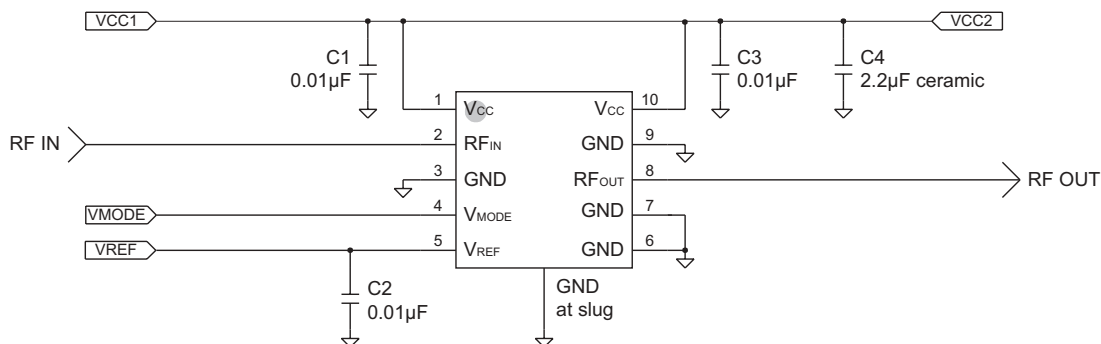 VCC1
VCC2
C1
0.01µF
C3
0.01µF
C4
2.2µF ceramic
1
VCC
VCC
10
RF IN
2
RFIN
GND
9
3
GND
RFOUT
8
RF OUT
VMODE
4
VMODE
GND
7
VREF
5
VREF
GND
6
C2
0.01µF
GND
at slug